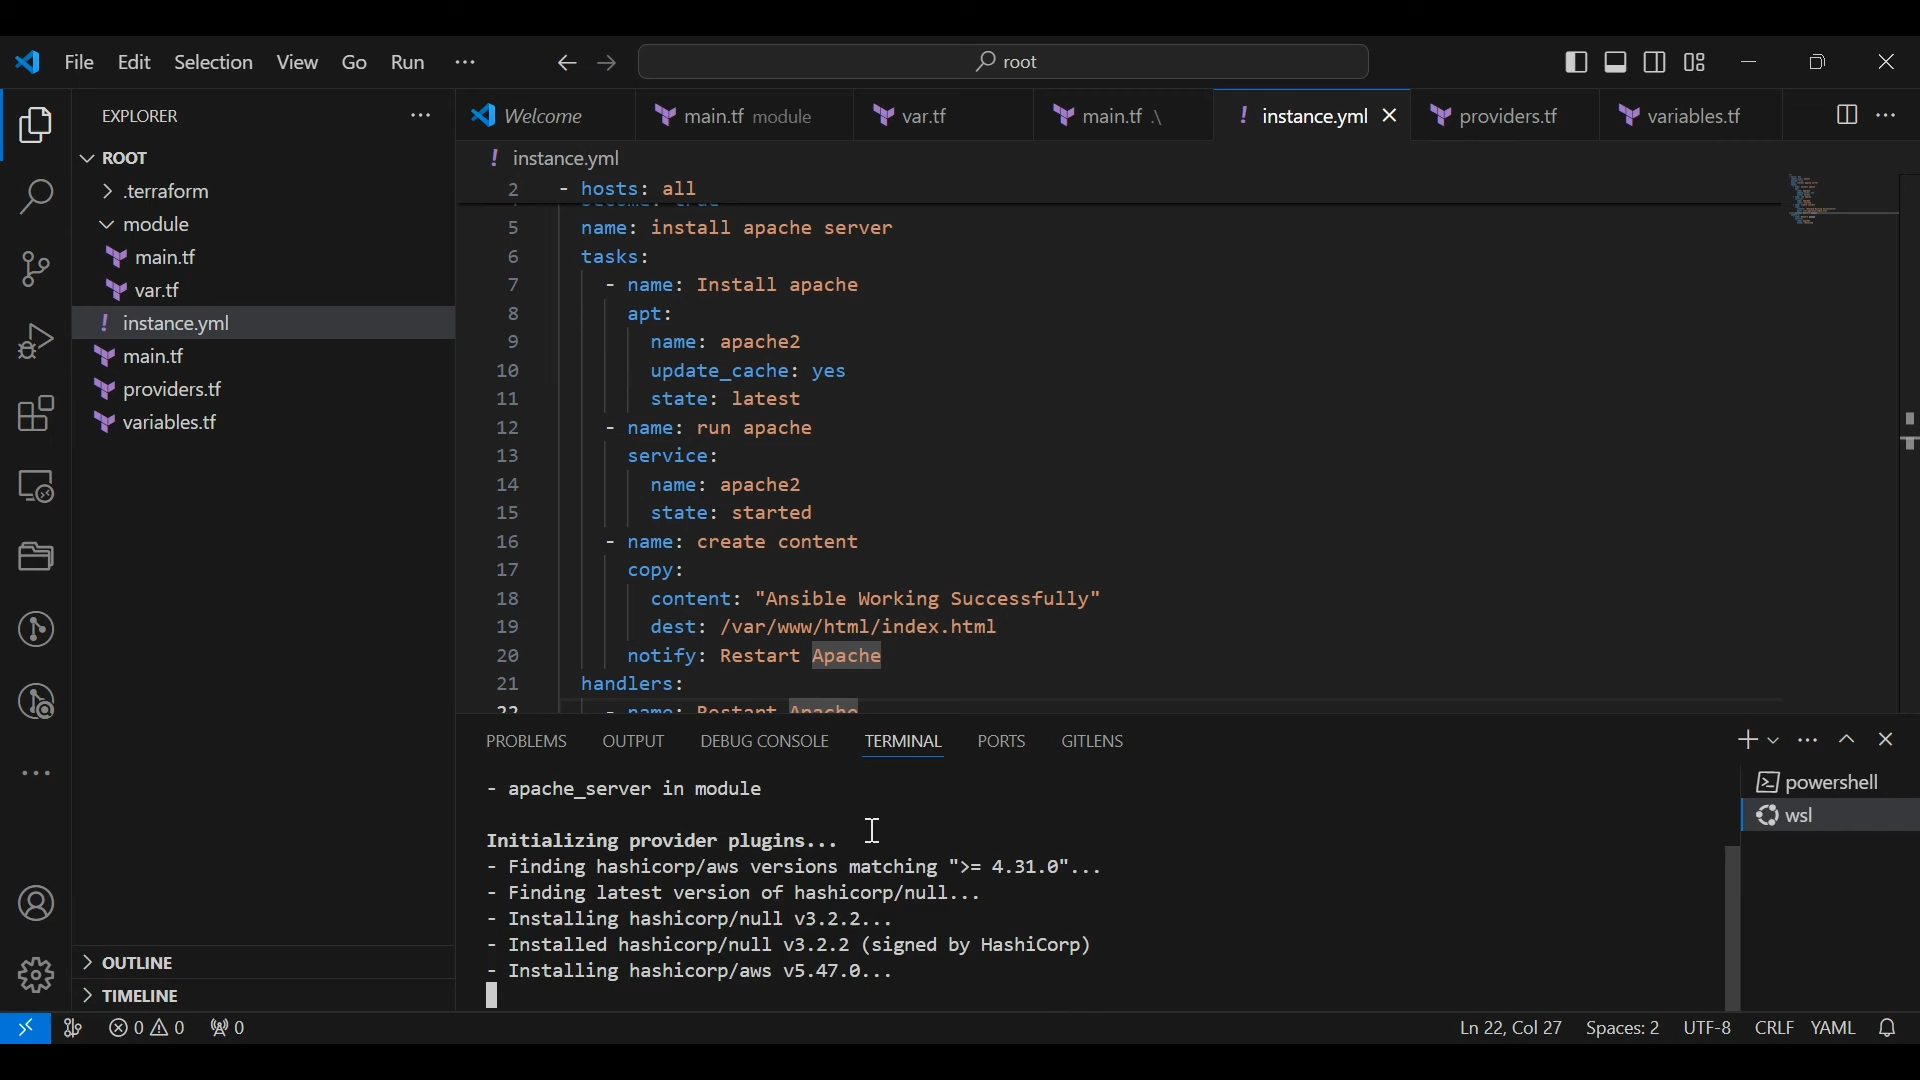 File Edit Selection View Go Run ··· root
Welcome main.tf module var.tf main.tf .\ ! instance.yml providers.tf variables.tf
EXPLORER
ROOT
.terraform
module
main.tf
var.tf
! instance.yml
main.tf
providers.tf
variables.tf
OUTLINE
TIMELINE
! instance.yml
2 - hosts: all
5 name: install apache server
6 tasks:
7 - name: Install apache
8 apt:
9 name: apache2
10 update_cache: yes
11 state: latest
12 - name: run apache
13 service:
14 name: apache2
15 state: started
16 - name: create content
17 copy:
18 content: "Ansible Working Successfully"
19 dest: /var/www/html/index.html
20 notify: Restart Apache
21 handlers:
22 - name: Restart Apache
PROBLEMS OUTPUT DEBUG CONSOLE TERMINAL PORTS GITLENS
- apache_server in module
Initializing provider plugins...
- Finding hashicorp/aws versions matching ">= 4.31.0"...
- Finding latest version of hashicorp/null...
- Installing hashicorp/null v3.2.2...
- Installed hashicorp/null v3.2.2 (signed by HashiCorp)
- Installing hashicorp/aws v5.47.0...
powershell
wsl
0 0 0 Ln 22, Col 27 Spaces: 2 UTF-8 CRLF YAML